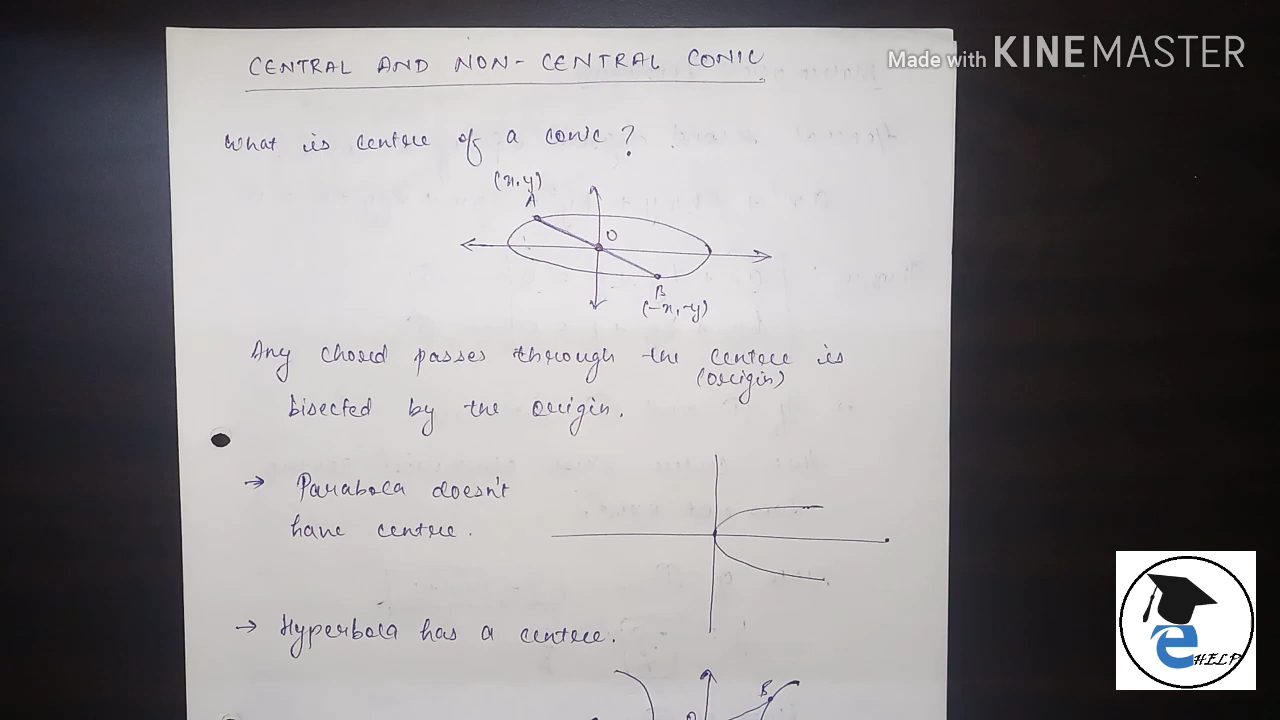 CENTRAL AND NON-CENTRAL CONIC
Made with KINEMASTER
What is centre of a conic?
(x,y)
A
O
B
(-x,-y)
Any chord passes through the centre is
(origin)
bisected by the origin.
→ Parabola doesn't
have centre.
→ Hyperbola has a centre.
B
e HELP